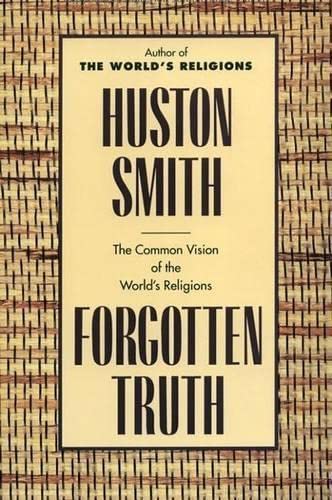 Author of
THE WORLD'S RELIGIONS
HUSTON
SMITH
The Common Vision
of the
World's Religions
FORGOTTEN
TRUTH